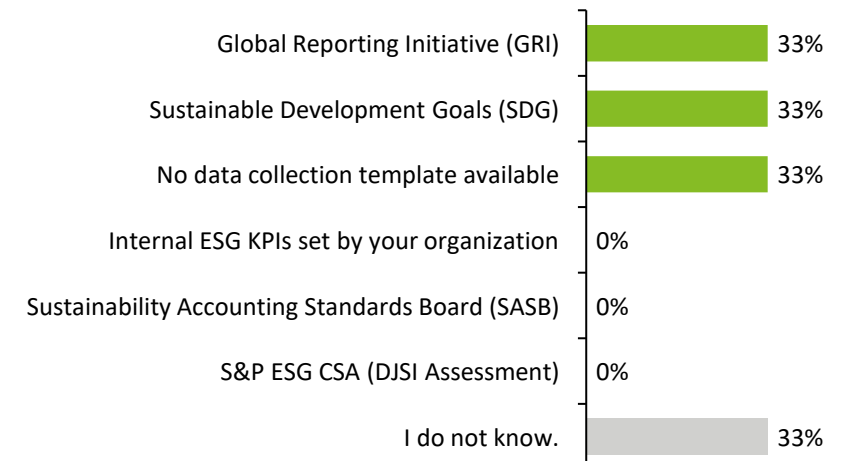 Global Reporting Initiative (GRI) 33%
Sustainable Development Goals (SDG) 33%
No data collection template available 33%
Internal ESG KPIs set by your organization 0%
Sustainability Accounting Standards Board (SASB) 0%
S&P ESG CSA (DJSI Assessment) 0%
I do not know. 33%